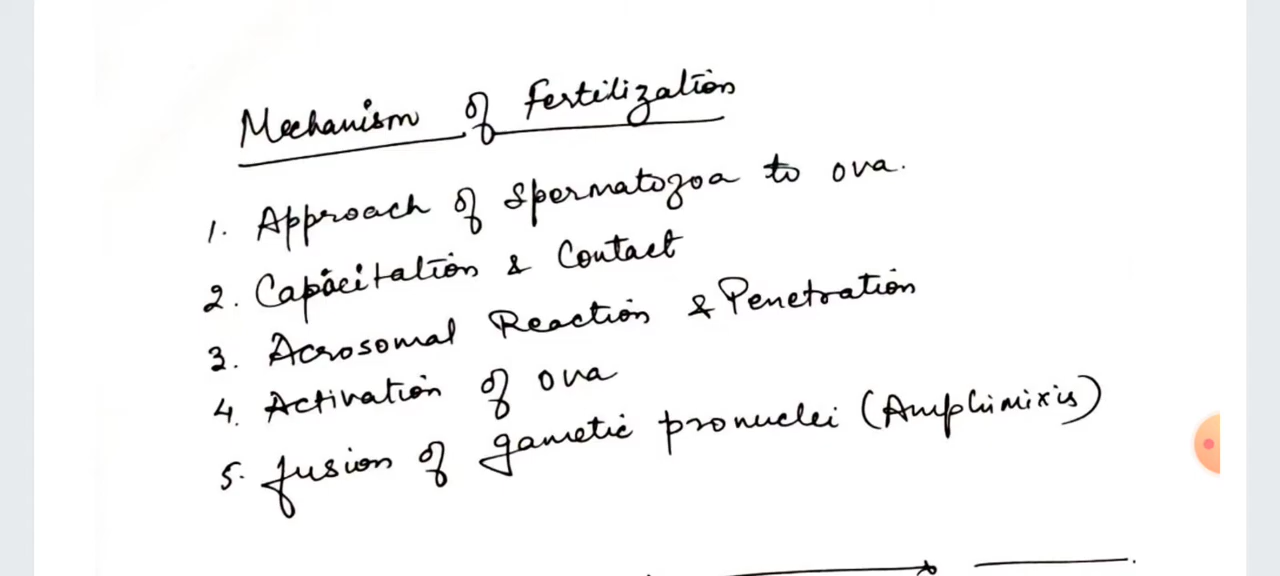 Mechanism of Fertilization
1. Approach of Spermatozoa to ova.
2. Capacitation & Contact
3. Acrosomal Reaction & Penetration
4. Activation of ova
5. fusion of gametic pronuclei (Amphimixis)